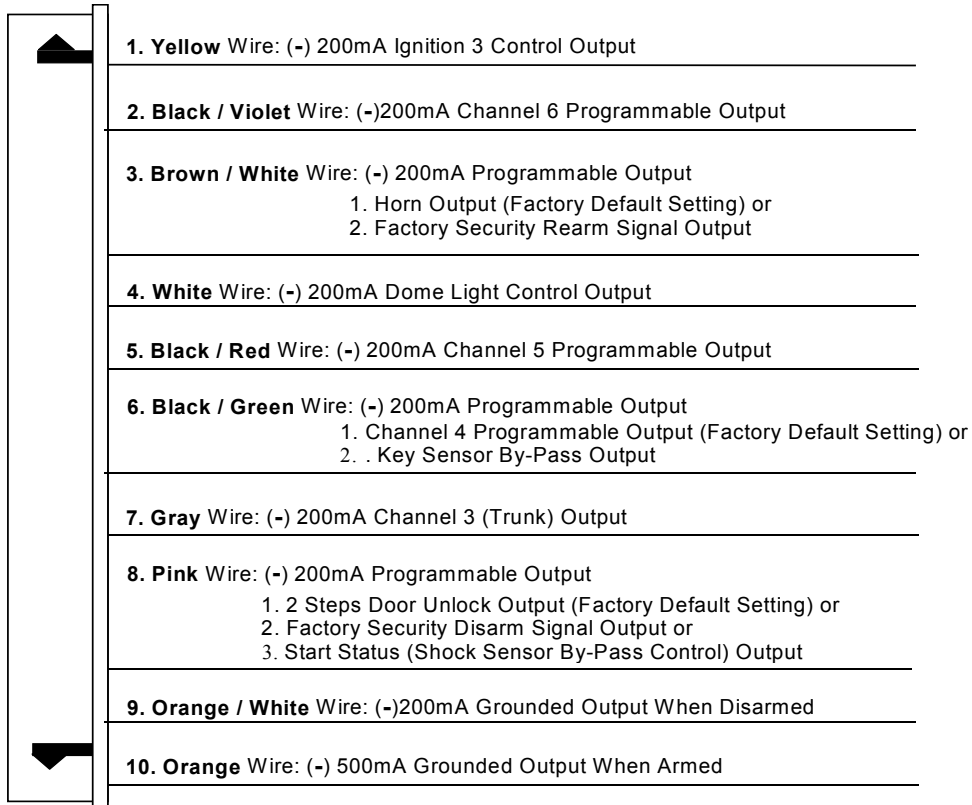 1. Yellow Wire: (-) 200mA Ignition 3 Control Output
2. Black / Violet Wire: (-)200mA Channel 6 Programmable Output
3. Brown / White Wire: (-) 200mA Programmable Output
1. Horn Output (Factory Default Setting) or
2. Factory Security Rearm Signal Output
4. White Wire: (-) 200mA Dome Light Control Output
5. Black / Red Wire: (-) 200mA Channel 5 Programmable Output
6. Black / Green Wire: (-) 200mA Programmable Output
1. Channel 4 Programmable Output (Factory Default Setting) or
2. . Key Sensor By-Pass Output
7. Gray Wire: (-) 200mA Channel 3 (Trunk) Output
8. Pink Wire: (-) 200mA Programmable Output
1. 2 Steps Door Unlock Output (Factory Default Setting) or
2. Factory Security Disarm Signal Output or
3. Start Status (Shock Sensor By-Pass Control) Output
9. Orange / White Wire: (-)200mA Grounded Output When Disarmed
10. Orange Wire: (-) 500mA Grounded Output When Armed